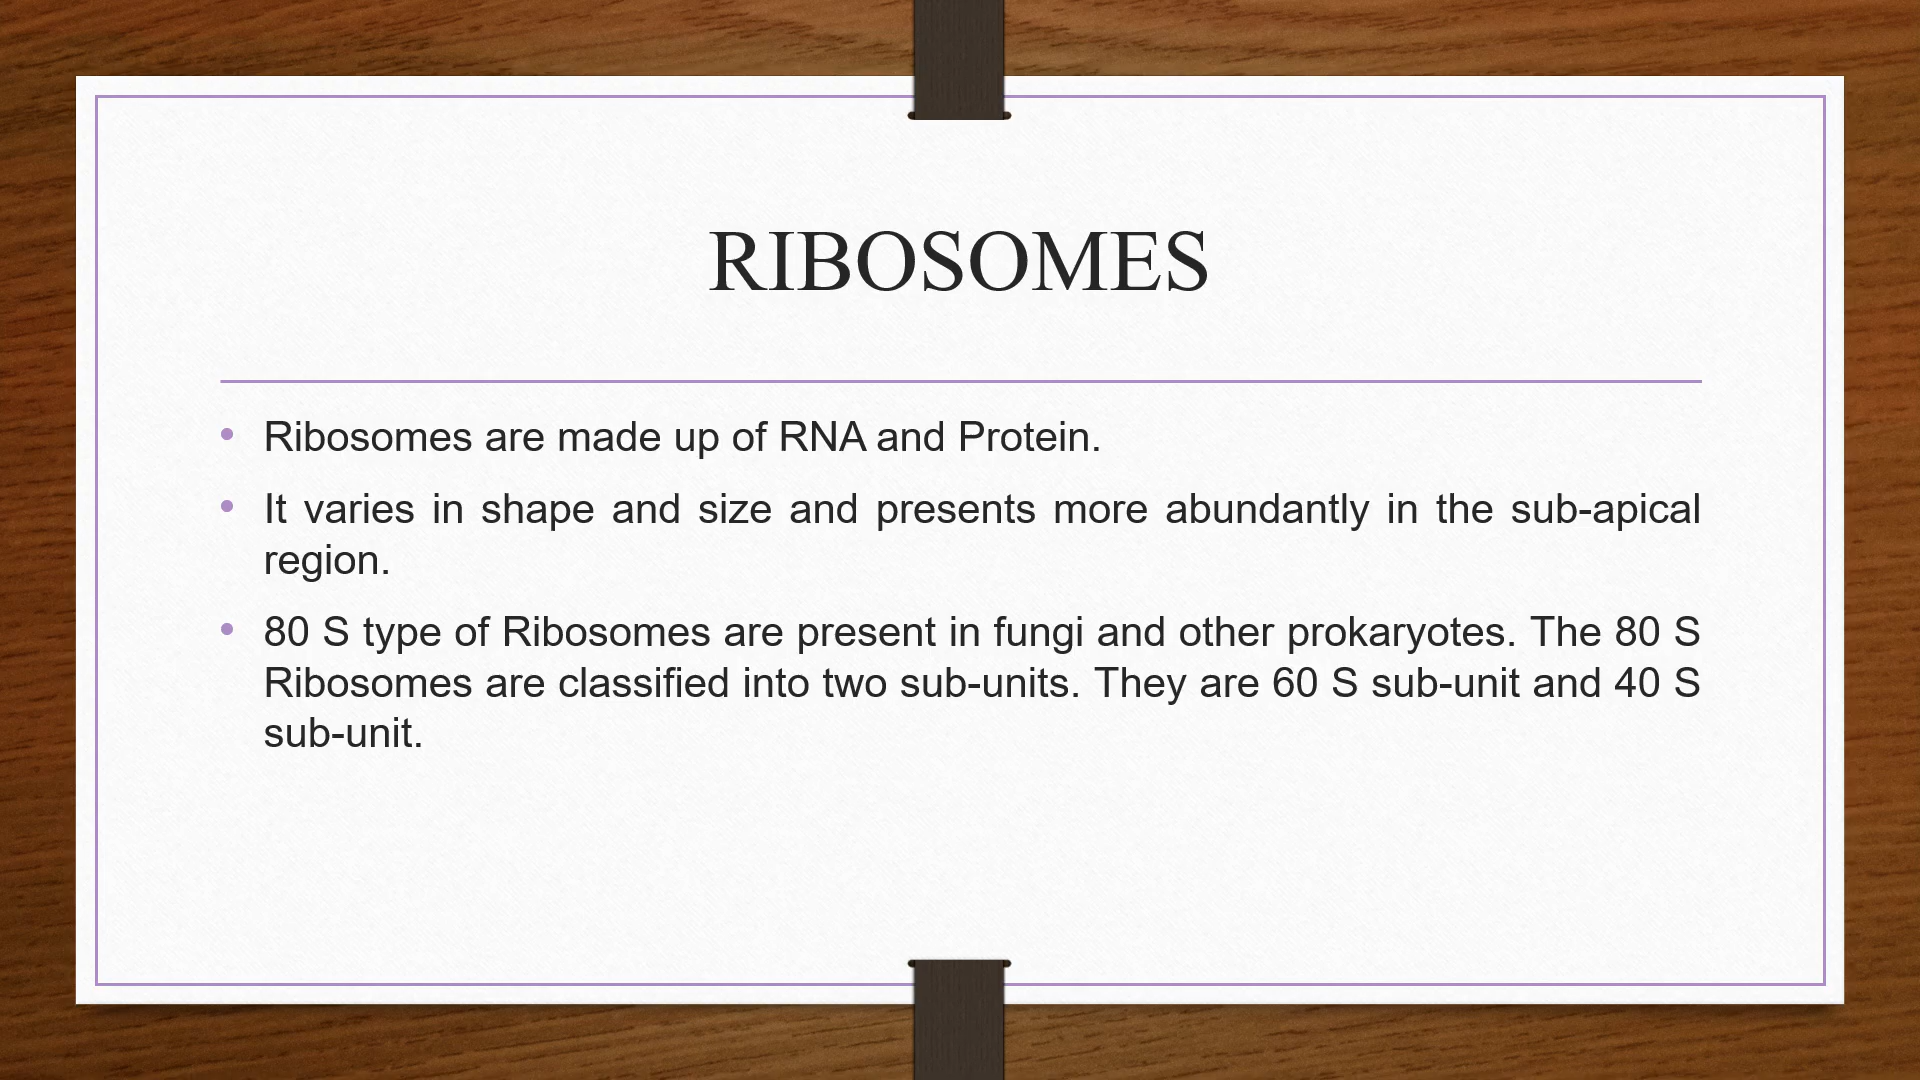 RIBOSOMES
• Ribosomes are made up of RNA and Protein.
• It varies in shape and size and presents more abundantly in the sub-apical
region.
• 80 S type of Ribosomes are present in fungi and other prokaryotes. The 80 S
Ribosomes are classified into two sub-units. They are 60 S sub-unit and 40 S
sub-unit.